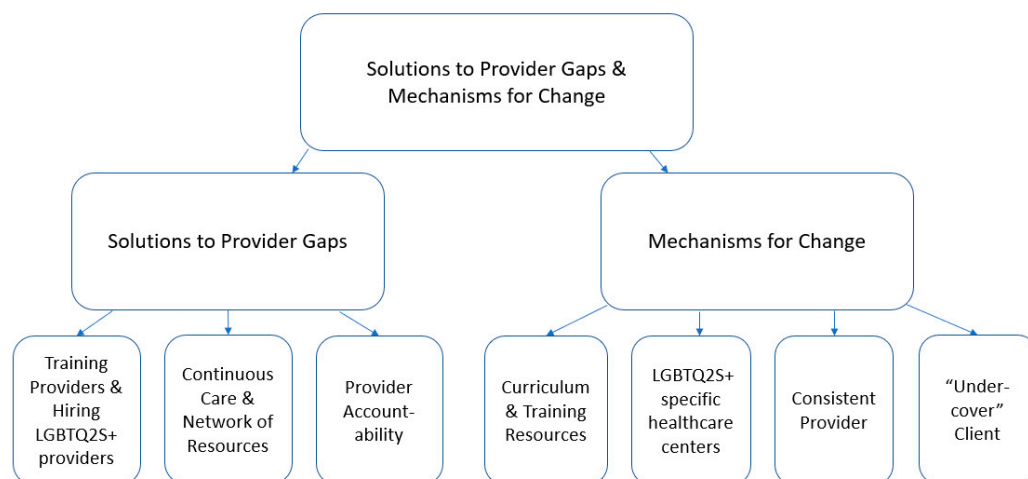 Solutions to Provider Gaps &
Mechanisms for Change
Solutions to Provider Gaps
Mechanisms for Change
Training
Providers &
Hiring
LGBTQ2S+
providers
Continuous
Care &
Network of
Resources
Provider
Account-
ability
Curriculum
& Training
Resources
LGBTQ2S+
specific
healthcare
centers
Consistent
Provider
“Under-
cover”
Client